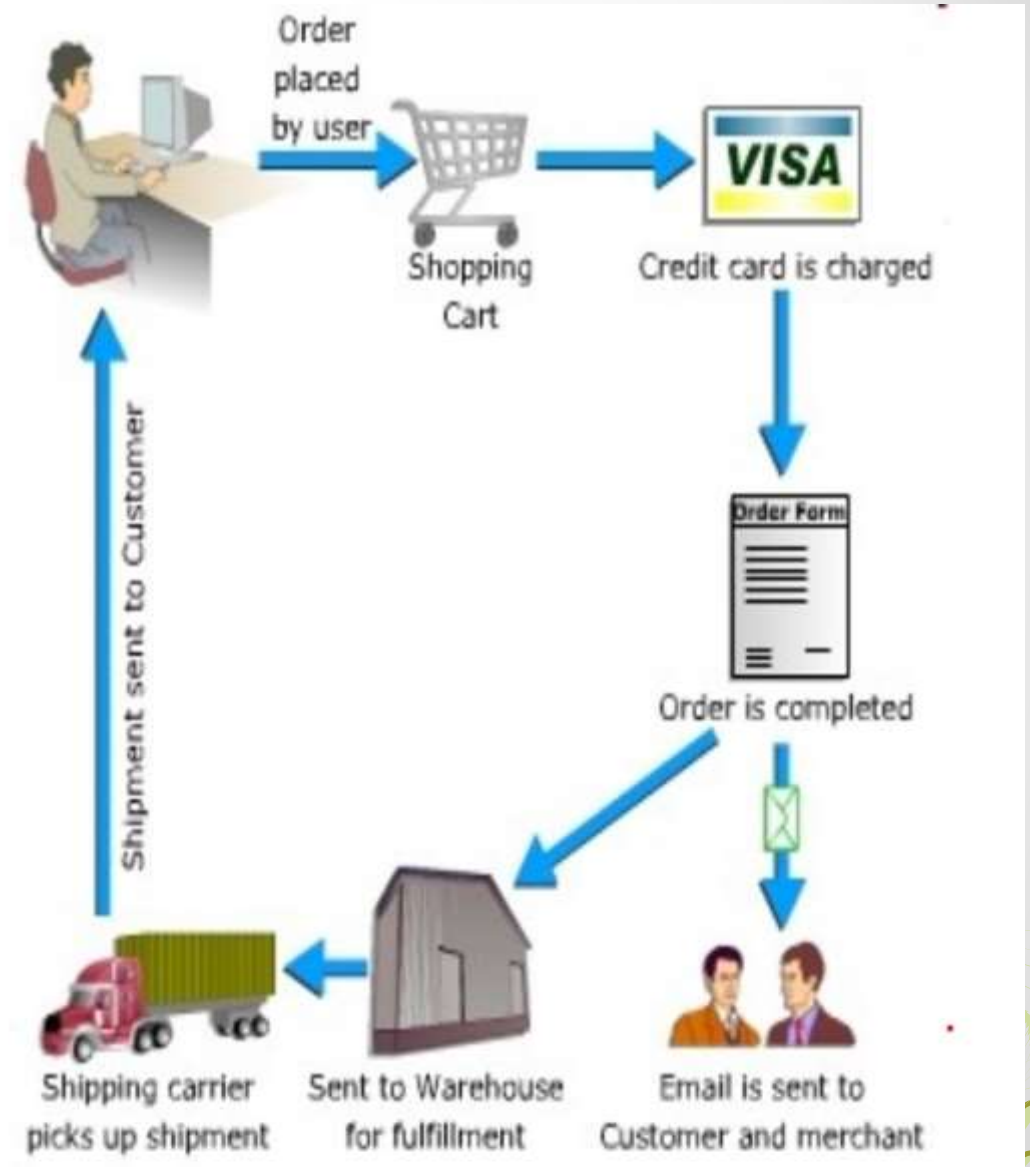 Order
placed
by user
VISA
Shopping
Cart
Credit card is charged
Order Form
Order is completed
Shipment sent to Customer
Shipping carrier
picks up shipment
Sent to Warehouse
for fulfillment
Email is sent to
Customer and merchant